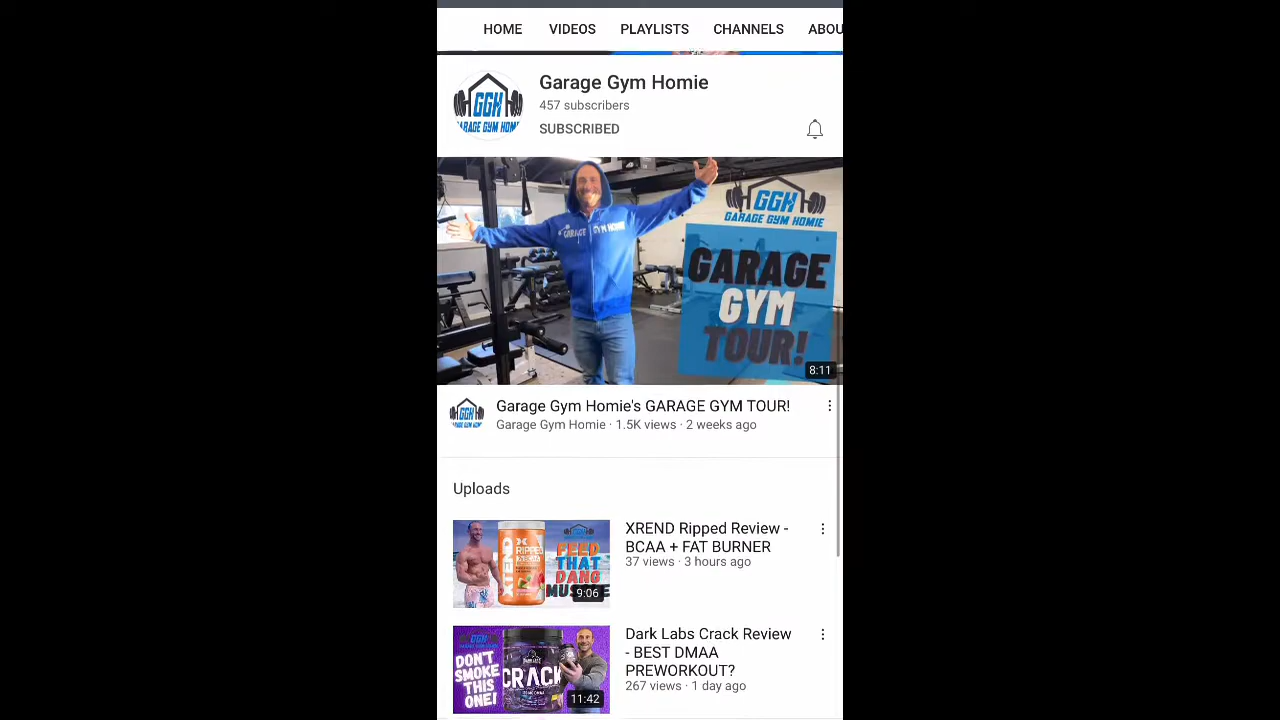 HOME VIDEOS PLAYLISTS CHANNELS ABOU
Garage Gym Homie
457 subscribers
SUBSCRIBED
GGH
GARAGE GYM HOMIE
GARAGE GYM HOMIE
GGH
GARAGE GYM HOMIE
GARAGE
GYM
TOUR!
8:11
Garage Gym Homie's GARAGE GYM TOUR!
Garage Gym Homie · 1.5K views · 2 weeks ago
Uploads
XTEND
RIPPED
FEED
THAT
DANG
MUSCLE
9:06
XREND Ripped Review -
BCAA + FAT BURNER
37 views · 3 hours ago
DON'T
SMOKE
THIS
ONE!
CRACK
11:42
Dark Labs Crack Review
- BEST DMAA
PREWORKOUT?
267 views · 1 day ago